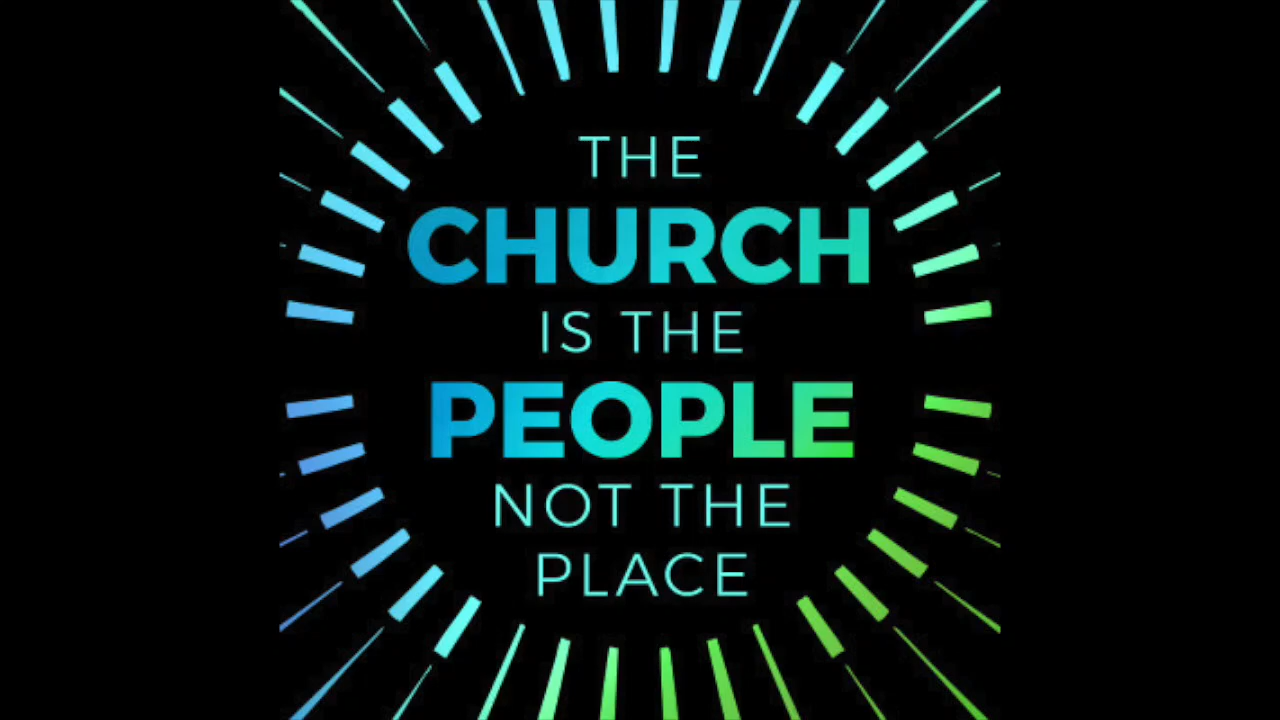 THE
CHURCH
IS THE
PEOPLE
NOT THE
PLACE